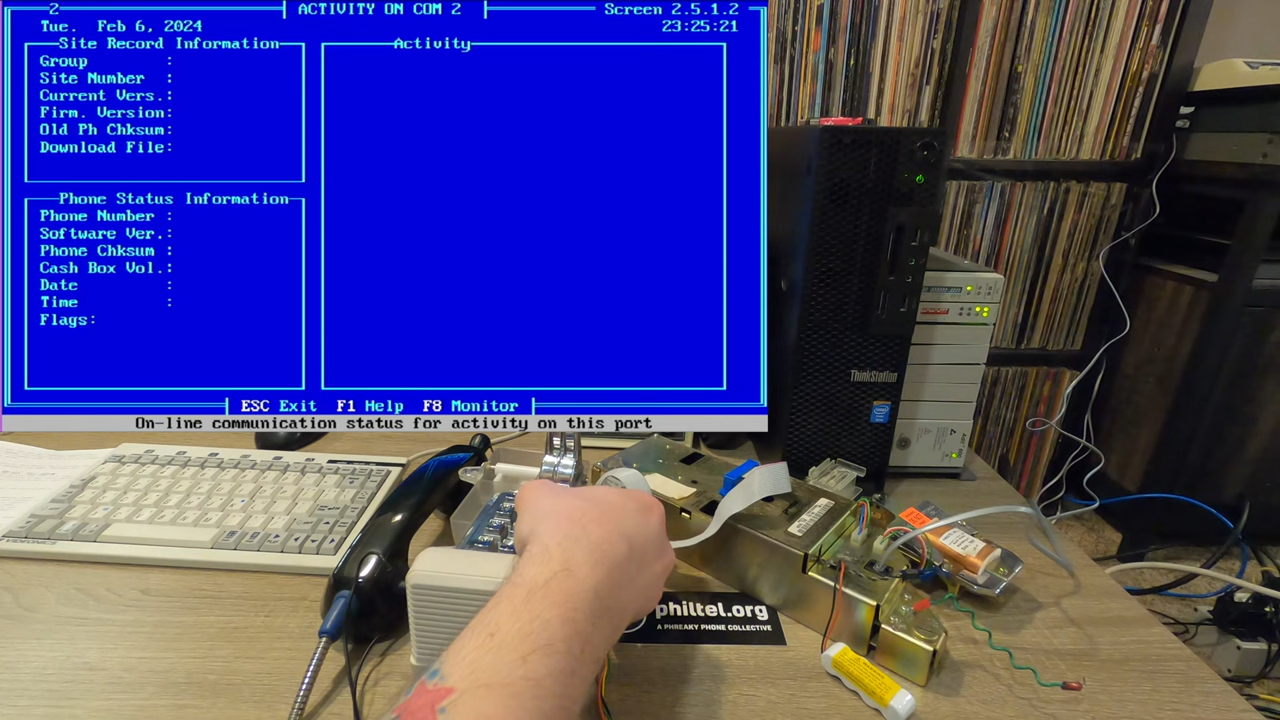 2 ACTIVITY ON COM 2 Screen 2.5.1.2
Tue. Feb 6, 2024 23:25:21
Site Record Information
Group :
Site Number :
Current Vers.:
Firm. Version:
Old Ph Chksum:
Download File:
Phone Status Information
Phone Number :
Software Ver.:
Phone Chksum :
Cash Box Vol.:
Date :
Time :
Flags:
Activity
ESC Exit F1 Help F8 Monitor
On-line communication status for activity on this port
ThinkStation
philtel.org
A PHREAKY PHONE COLLECTIVE